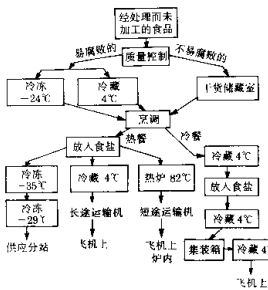 经处理而未
加工的食品
易腐败的
不易腐败的
质量控制
冷冻
-24℃
冷藏
4℃
干货储藏室
烹调
热餐
冷餐
放入食盐
冷藏 4℃
冷冻
-35℃
冷藏 4℃
热炉 82℃
放入食盐
冷冻
-29℃
长途运输机
短途运输机
冷藏 4℃
供应分站
飞机上
飞机上
炉内
集装箱
冷藏 4℃
飞机上